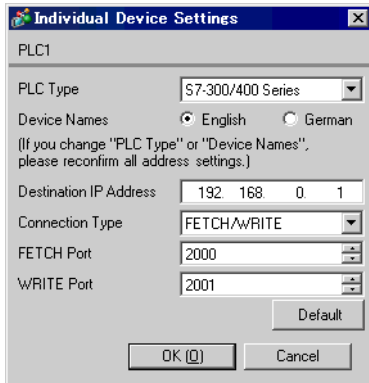 Individual Device Settings
PLC1
PLC Type S7-300/400 Series
Device Names English German
(If you change "PLC Type" or "Device Names",
please reconfirm all address settings.)
Destination IP Address 192. 168. 0. 1
Connection Type FETCH/WRITE
FETCH Port 2000
WRITE Port 2001
Default
OK (O) Cancel